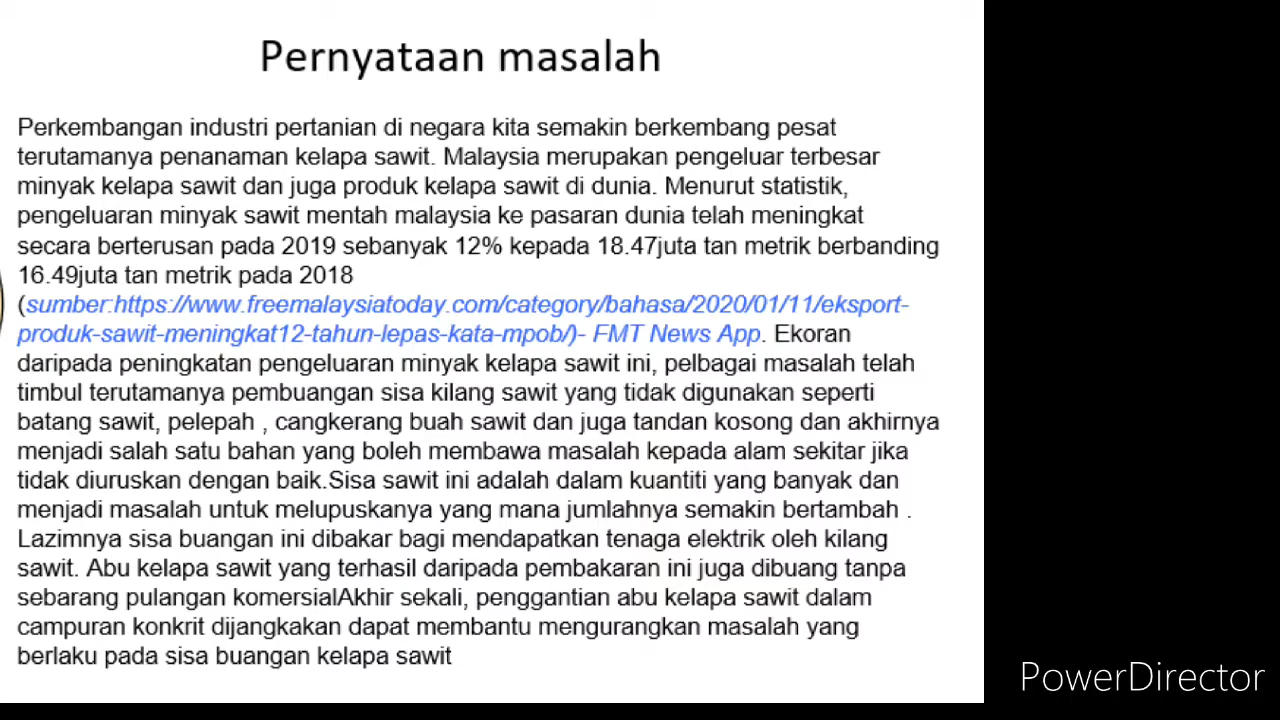 Pernyataan masalah
Perkembangan industri pertanian di negara kita semakin berkembang pesat
terutamanya penanaman kelapa sawit. Malaysia merupakan pengeluar terbesar
minyak kelapa sawit dan juga produk kelapa sawit di dunia. Menurut statistik,
pengeluaran minyak sawit mentah malaysia ke pasaran dunia telah meningkat
secara berterusan pada 2019 sebanyak 12% kepada 18.47juta tan metrik berbanding
16.49juta tan metrik pada 2018
(sumber:https://www.freemalaysiatoday.com/category/bahasa/2020/01/11/eksport-
produk-sawit-meningkat12-tahun-lepas-kata-mpob/)- FMT News App. Ekoran
daripada peningkatan pengeluaran minyak kelapa sawit ini, pelbagai masalah telah
timbul terutamanya pembuangan sisa kilang sawit yang tidak digunakan seperti
batang sawit, pelepah , cangkerang buah sawit dan juga tandan kosong dan akhirnya
menjadi salah satu bahan yang boleh membawa masalah kepada alam sekitar jika
tidak diuruskan dengan baik.Sisa sawit ini adalah dalam kuantiti yang banyak dan
menjadi masalah untuk melupuskanya yang mana jumlahnya semakin bertambah .
Lazimnya sisa buangan ini dibakar bagi mendapatkan tenaga elektrik oleh kilang
sawit. Abu kelapa sawit yang terhasil daripada pembakaran ini juga dibuang tanpa
sebarang pulangan komersialAkhir sekali, penggantian abu kelapa sawit dalam
campuran konkrit dijangkakan dapat membantu mengurangkan masalah yang
berlaku pada sisa buangan kelapa sawit
PowerDirector